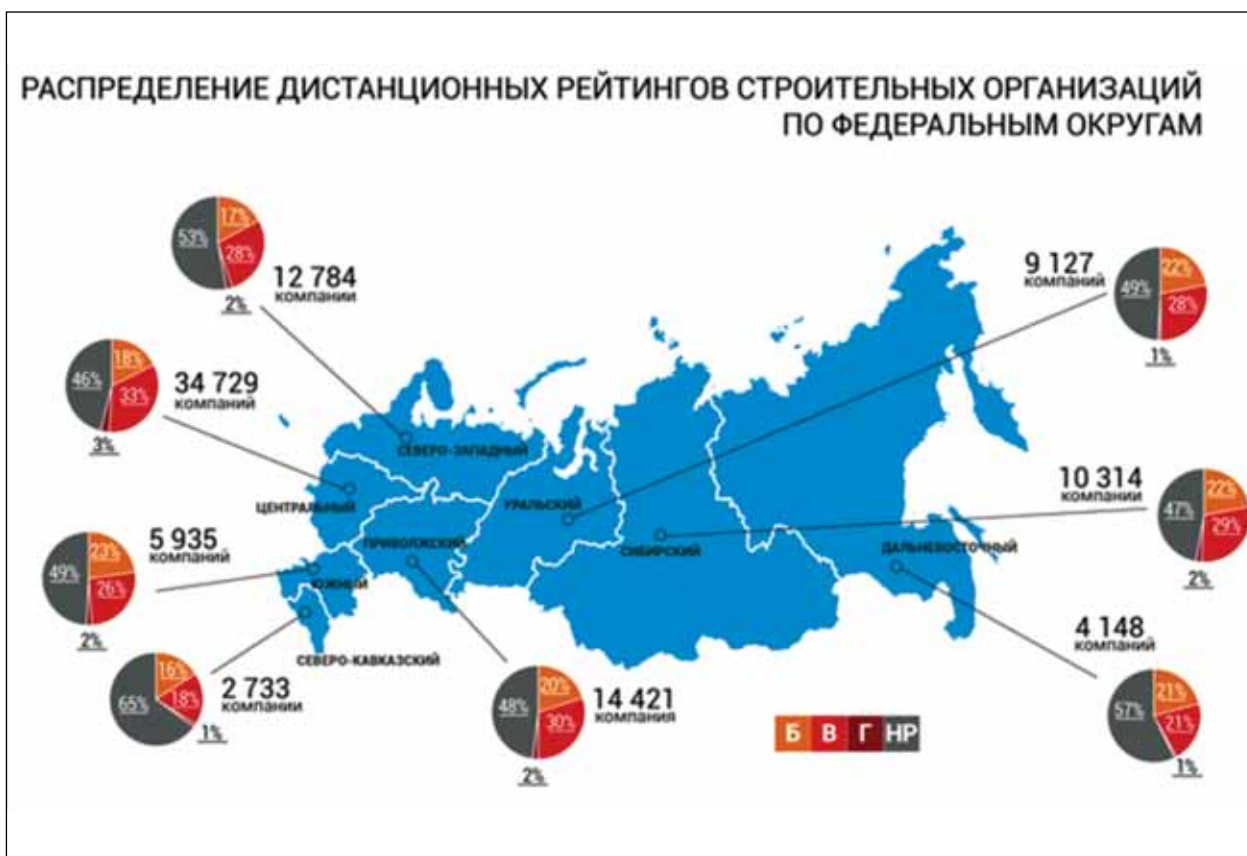 РАСПРЕДЕЛЕНИЕ ДИСТАНЦИОННЫХ РЕЙТИНГОВ СТРОИТЕЛЬНЫХ ОРГАНИЗАЦИЙ
ПО ФЕДЕРАЛЬНЫМ ОКРУГАМ
17%
53%
28%
2%
12 784
компании
9 127
компаний
22%
49%
28%
1%
18%
46%
33%
3%
34 729
компаний
СЕВЕРО-ЗАПАДНЫЙ
ЦЕНТРАЛЬНЫЙ
УРАЛЬСКИЙ
10 314
компаний
22%
47%
29%
2%
5 935
компаний
23%
49%
26%
2%
ПРИВОЛЖСКИЙ
СИБИРСКИЙ
ДАЛЬНЕВОСТОЧНЫЙ
ЮЖНЫЙ
СЕВЕРО-КАВКАЗСКИЙ
16%
65%
18%
1%
2 733
компании
20%
48%
30%
2%
14 421
компания
Б В Г НР
4 148
компаний
21%
57%
21%
1%